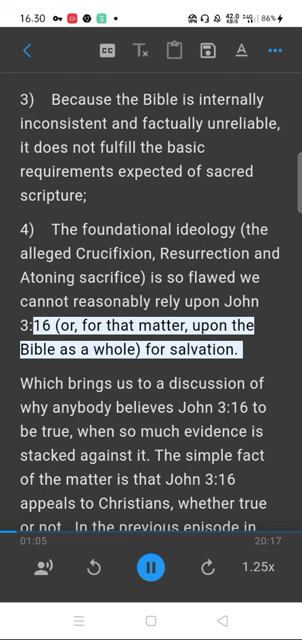 16.30
42.0 KB/S
86%
CC
3) Because the Bible is internally
inconsistent and factually unreliable,
it does not fulfill the basic
requirements expected of sacred
scripture;
4) The foundational ideology (the
alleged Crucifixion, Resurrection and
Atoning sacrifice) is so flawed we
cannot reasonably rely upon John
3:16 (or, for that matter, upon the
Bible as a whole) for salvation.
Which brings us to a discussion of
why anybody believes John 3:16 to
be true, when so much evidence is
stacked against it. The simple fact
of the matter is that John 3:16
appeals to Christians, whether true
or not. In the previous episode in
01:05
20:17
1.25x